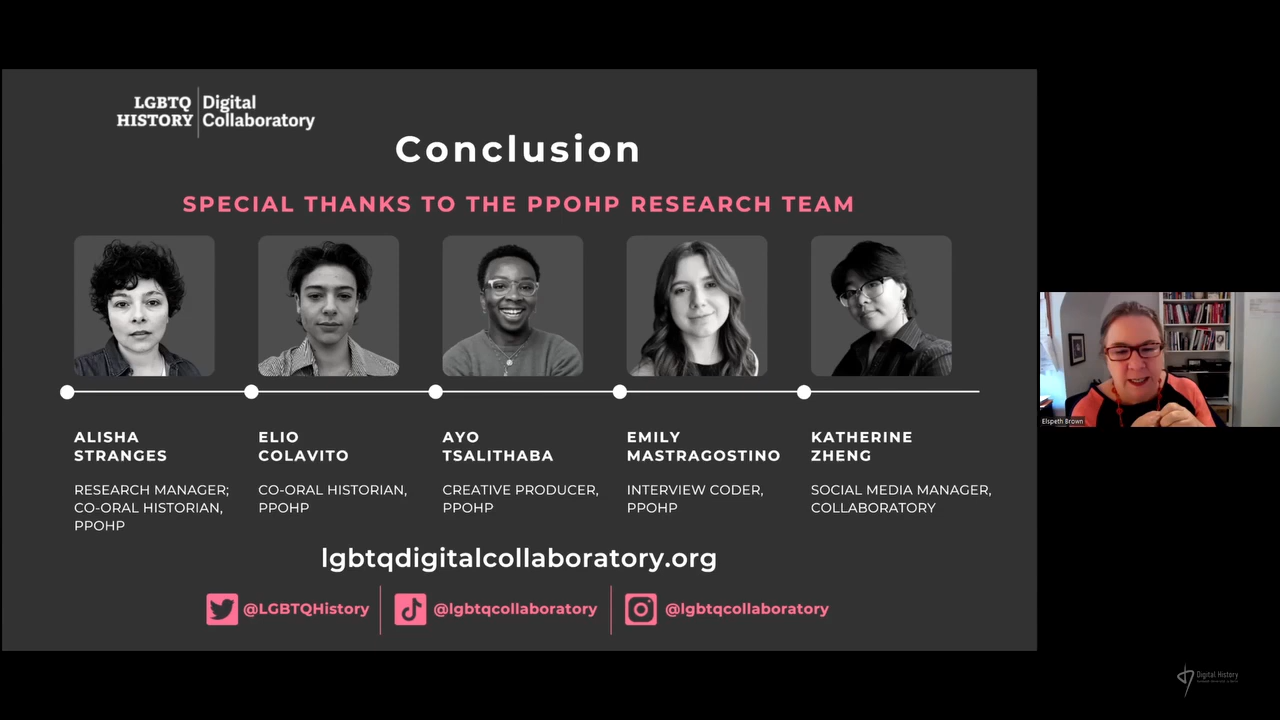 LGBTQ HISTORY
Digital Collaboratory
Conclusion
SPECIAL THANKS TO THE PPOHP RESEARCH TEAM
ALISHA
STRANGES
RESEARCH MANAGER;
CO-ORAL HISTORIAN,
PPOHP
ELIO
COLAVITO
CO-ORAL HISTORIAN,
PPOHP
AYO
TSALITHABA
CREATIVE PRODUCER,
PPOHP
EMILY
MASTRAGOSTINO
INTERVIEW CODER,
PPOHP
KATHERINE
ZHENG
SOCIAL MEDIA MANAGER,
COLLABORATORY
lgbtqdigitalcollaboratory.org
@LGBTQHistory
@lgbtqcollaboratory
@lgbtqcollaboratory
Elspeth Brown
Digital History